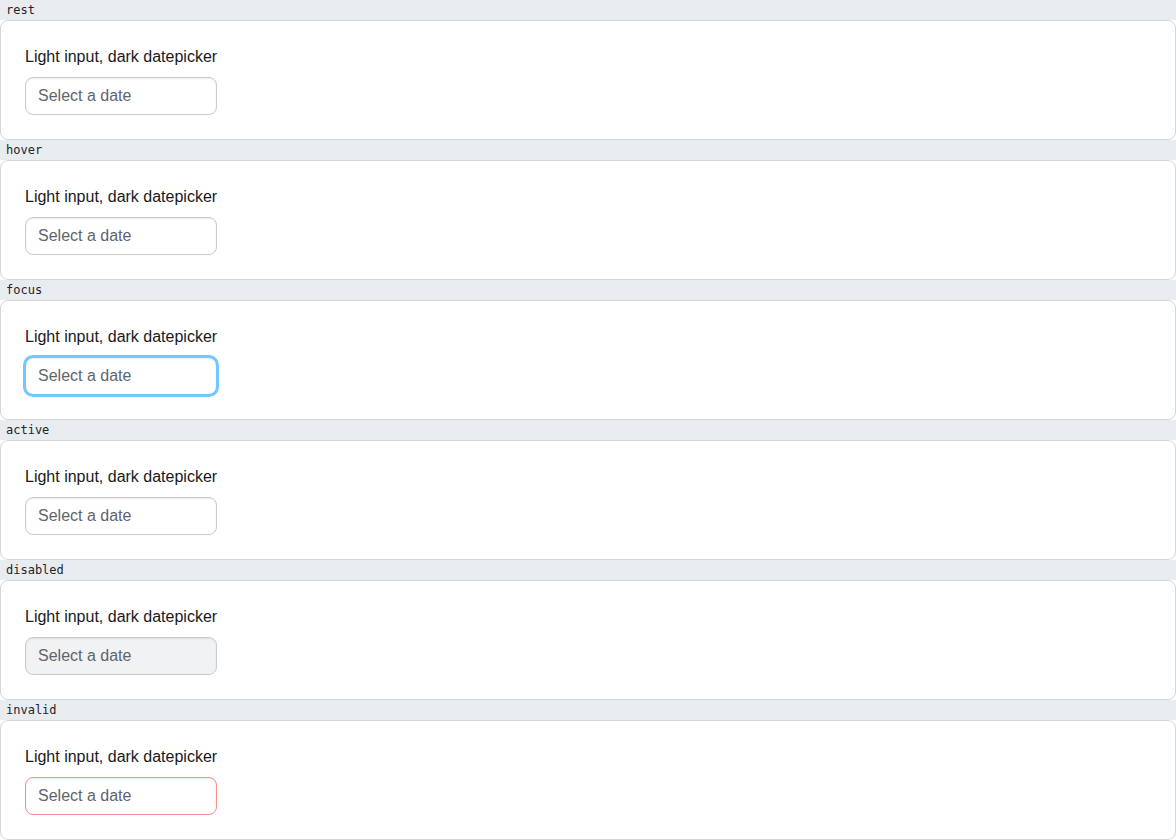 rest
Light input, dark datepicker
Select a date
hover
Light input, dark datepicker
Select a date
focus
Light input, dark datepicker
Select a date
active
Light input, dark datepicker
Select a date
disabled
Light input, dark datepicker
Select a date
invalid
Light input, dark datepicker
Select a date